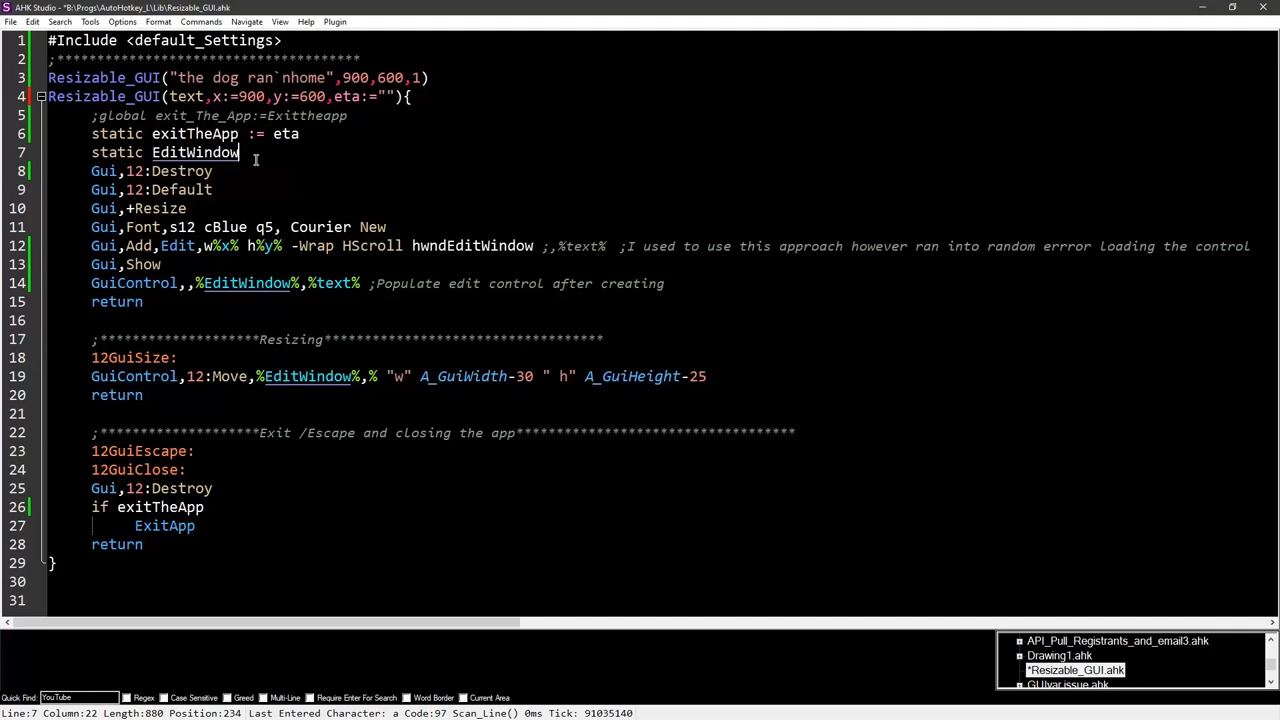 AHK Studio - *B:\Progs\AutoHotkey_L\Lib\Resizable_GUI.ahk
File Edit Search Tools Options Format Commands Navigate View Help Plugin
1 #Include <default_Settings>
2 ;**************************************
3 Resizable_GUI("the dog ran`nhome",900,600,1)
4 Resizable_GUI(text,x:=900,y:=600,eta:=""){
5 ;global exit_The_App:=Exittheapp
6 static exitTheApp := eta
7 static EditWindow
8 Gui,12:Destroy
9 Gui,12:Default
10 Gui,+Resize
11 Gui,Font,s12 cBlue q5, Courier New
12 Gui,Add,Edit,w%x% h%y% -Wrap HScroll hwndEditWindow ;,%text% ;I used to use this approach however ran into random errror loading the control
13 Gui,Show
14 GuiControl,,%EditWindow%,%text% ;Populate edit control after creating
15 return
16
17 ;********************Resizing**********************************
18 12GuiSize:
19 GuiControl,12:Move,%EditWindow%,% "w" A_GuiWidth-30 " h" A_GuiHeight-25
20 return
21
22 ;********************Exit /Escape and closing the app**********************************
23 12GuiEscape:
24 12GuiClose:
25 Gui,12:Destroy
26 if exitTheApp
27 ExitApp
28 return
29 }
30
31
API_Pull_Registrants_and_email3.ahk
Drawing1.ahk
*Resizable_GUI.ahk
GUIvar issue.ahk
Quick Find: YouTube Regex Case Sensitive Greed Multi-Line Require Enter For Search Word Border Current Area
Line:7 Column:22 Length:880 Position:234 Last Entered Character: a Code:97 Scan_Line() 0ms Tick: 91035140